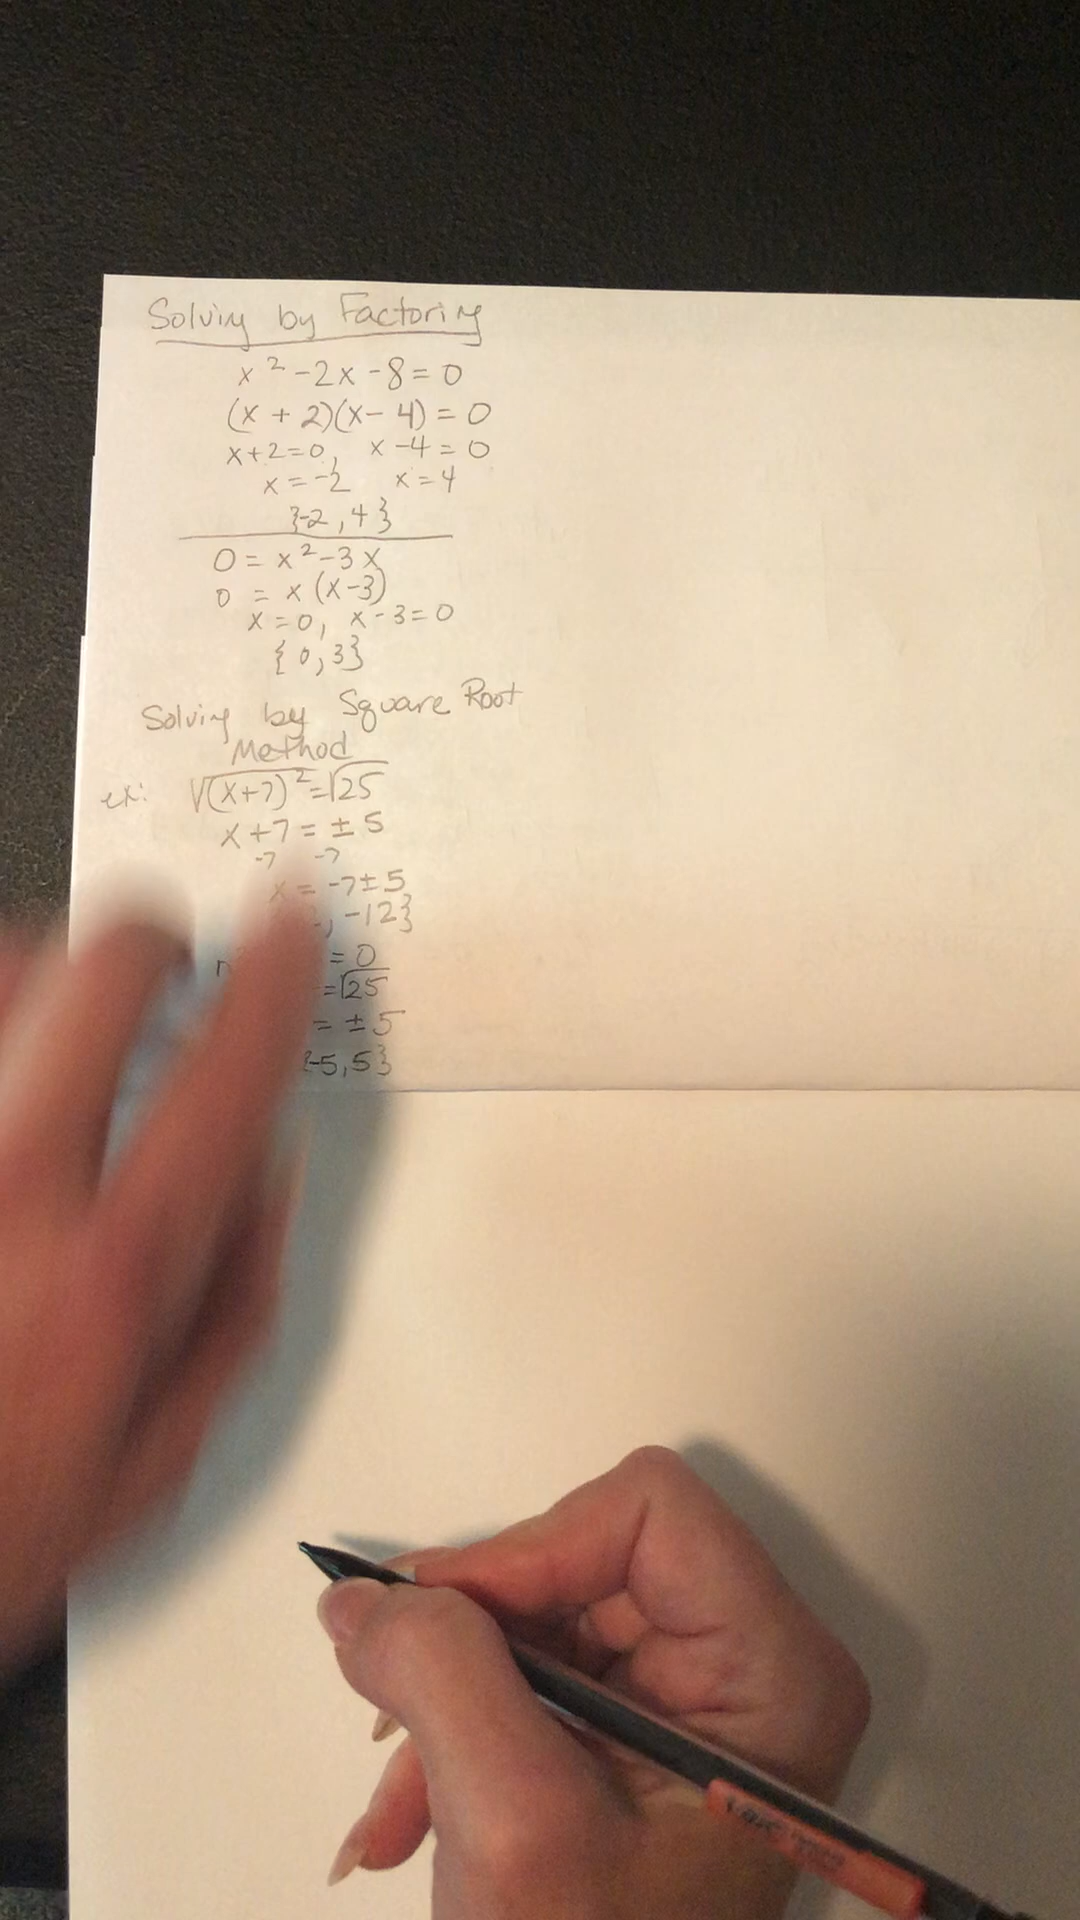 Solving by Factoring
x² - 2x - 8 = 0
(x + 2)(x - 4) = 0
x + 2 = 0, x - 4 = 0
x = -2 x = 4
{-2, 4}
0 = x² - 3x
0 = x(x - 3)
x = 0, x - 3 = 0
{0, 3}
Solving by Square Root
Method
ex: √(x+7)² = √25
x + 7 = ± 5
-7 -7
x = -7 ± 5
, -12}
= 0
= √25
= ± 5
{-5, 5}